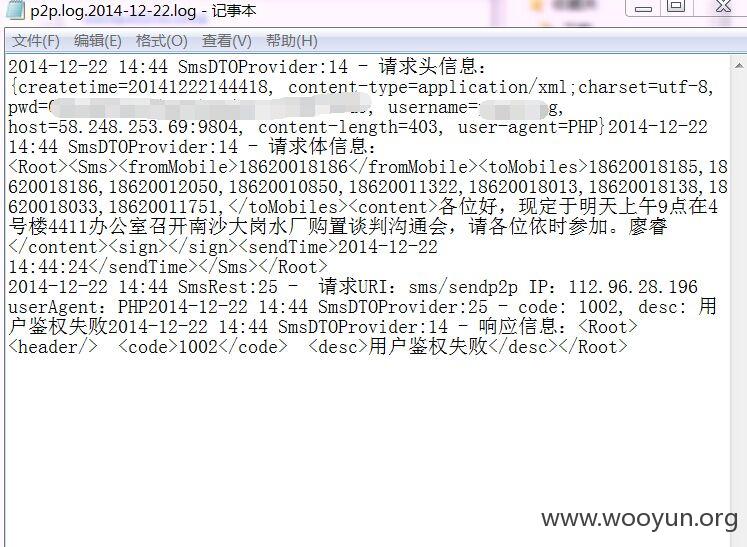 p2p.log.2014-12-22.log - 记事本
文件(F) 编辑(E) 格式(O) 查看(V) 帮助(H)
2014-12-22 14:44 SmsDTOProvider:14 - 请求头信息:
{createtime=20141222144418, content-type=application/xml;charset=utf-8,
pwd= , username= g,
host=58.248.253.69:9804, content-length=403, user-agent=PHP}2014-12-22
14:44 SmsDTOProvider:14 - 请求体信息:
<Root><Sms><fromMobile>18620018186</fromMobile><toMobiles>18620018185,18
620018186,18620012050,18620010850,18620011322,18620018013,18620018138,18
620018033,18620011751,</toMobiles><content>各位好，现定于明天上午9点在4
号楼4411办公室召开南沙大岗水厂购置谈判沟通会，请各位依时参加。廖睿
</content><sign></sign><sendTime>2014-12-22
14:44:24</sendTime></Sms></Root>
2014-12-22 14:44 SmsRest:25 - 请求URI：sms/sendp2p IP：112.96.28.196
userAgent：PHP2014-12-22 14:44 SmsDTOProvider:25 - code: 1002, desc: 用
户鉴权失败2014-12-22 14:44 SmsDTOProvider:14 - 响应信息：<Root>
<header/> <code>1002</code> <desc>用户鉴权失败</desc></Root>
www.wooyun.org